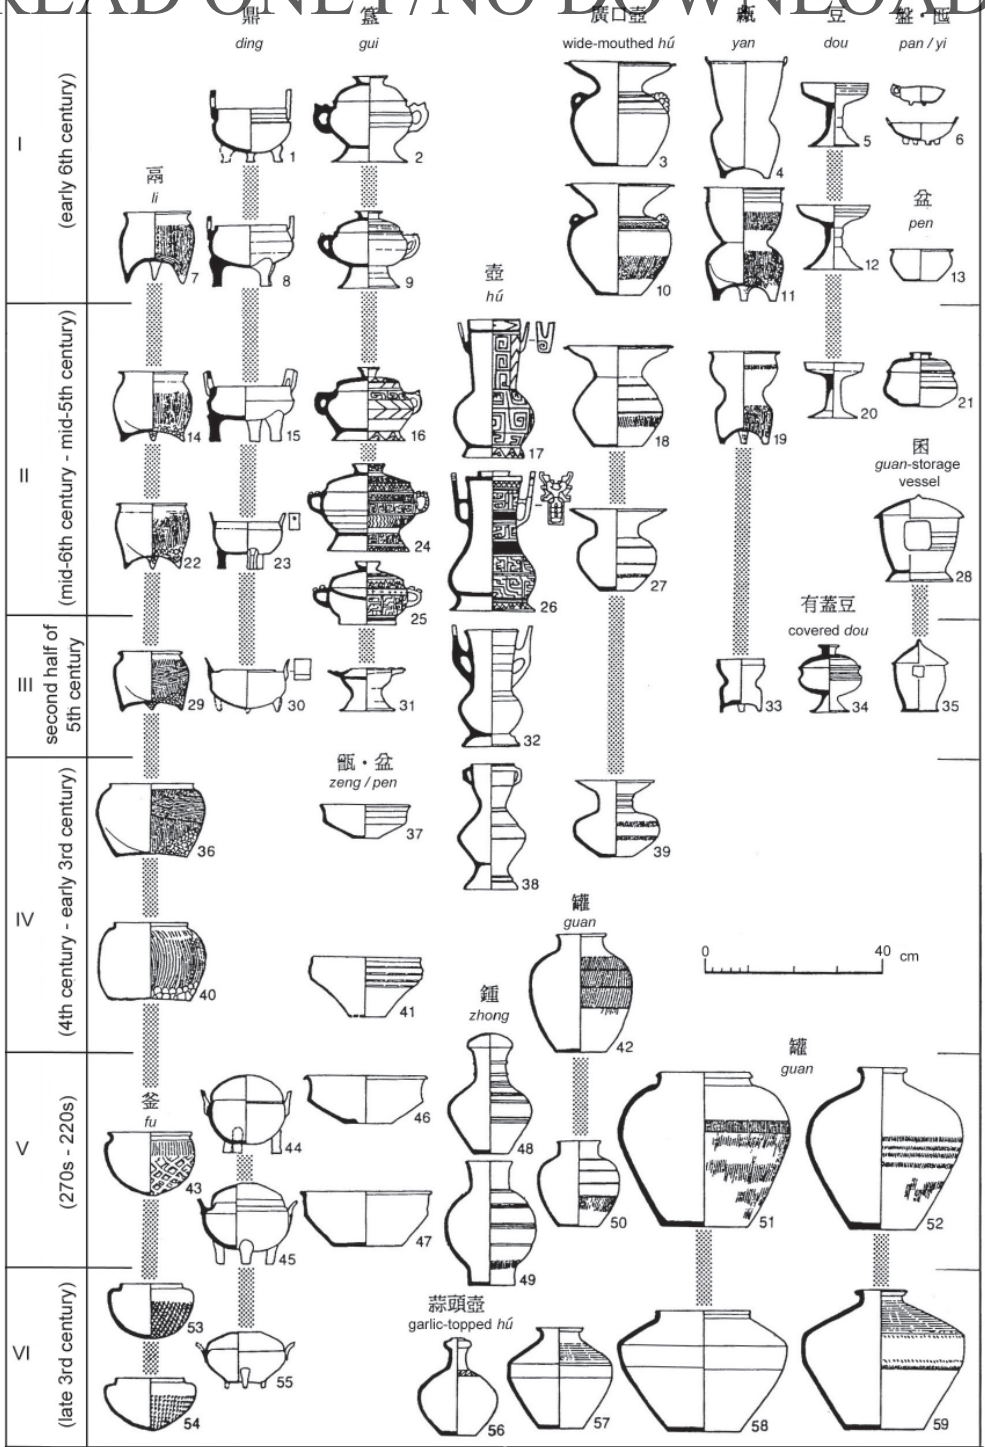 READ ONLY/NO DOWNLOAD
鼎 簋 廣口壺 甗 豆 盤・匜
ding gui wide-mouthed hú yan dou pan / yi
I
(early 6th century)
1 2 3 4 5 6
鬲
li
盆
pen
7 8 9 10 11 12 13
壺
hú
II
(mid-6th century - mid-5th century)
14 15 16 17 18 19 20 21
囷
guan-storage
vessel
22 23 24 25 26 27 28
有蓋豆
covered dou
III
second half of
5th century
29 30 31 32 33 34 35
甑・盆
zeng / pen
IV
(4th century - early 3rd century)
36 37 38 39
罐
guan
0 40 cm
40 41 42
鍾
zhong
罐
guan
V
(270s - 220s)
釜
fu
43 44 45 46 47 48 49 50 51 52
VI
(late 3rd century)
蒜頭壺
garlic-topped hú
53 54 55 56 57 58 59